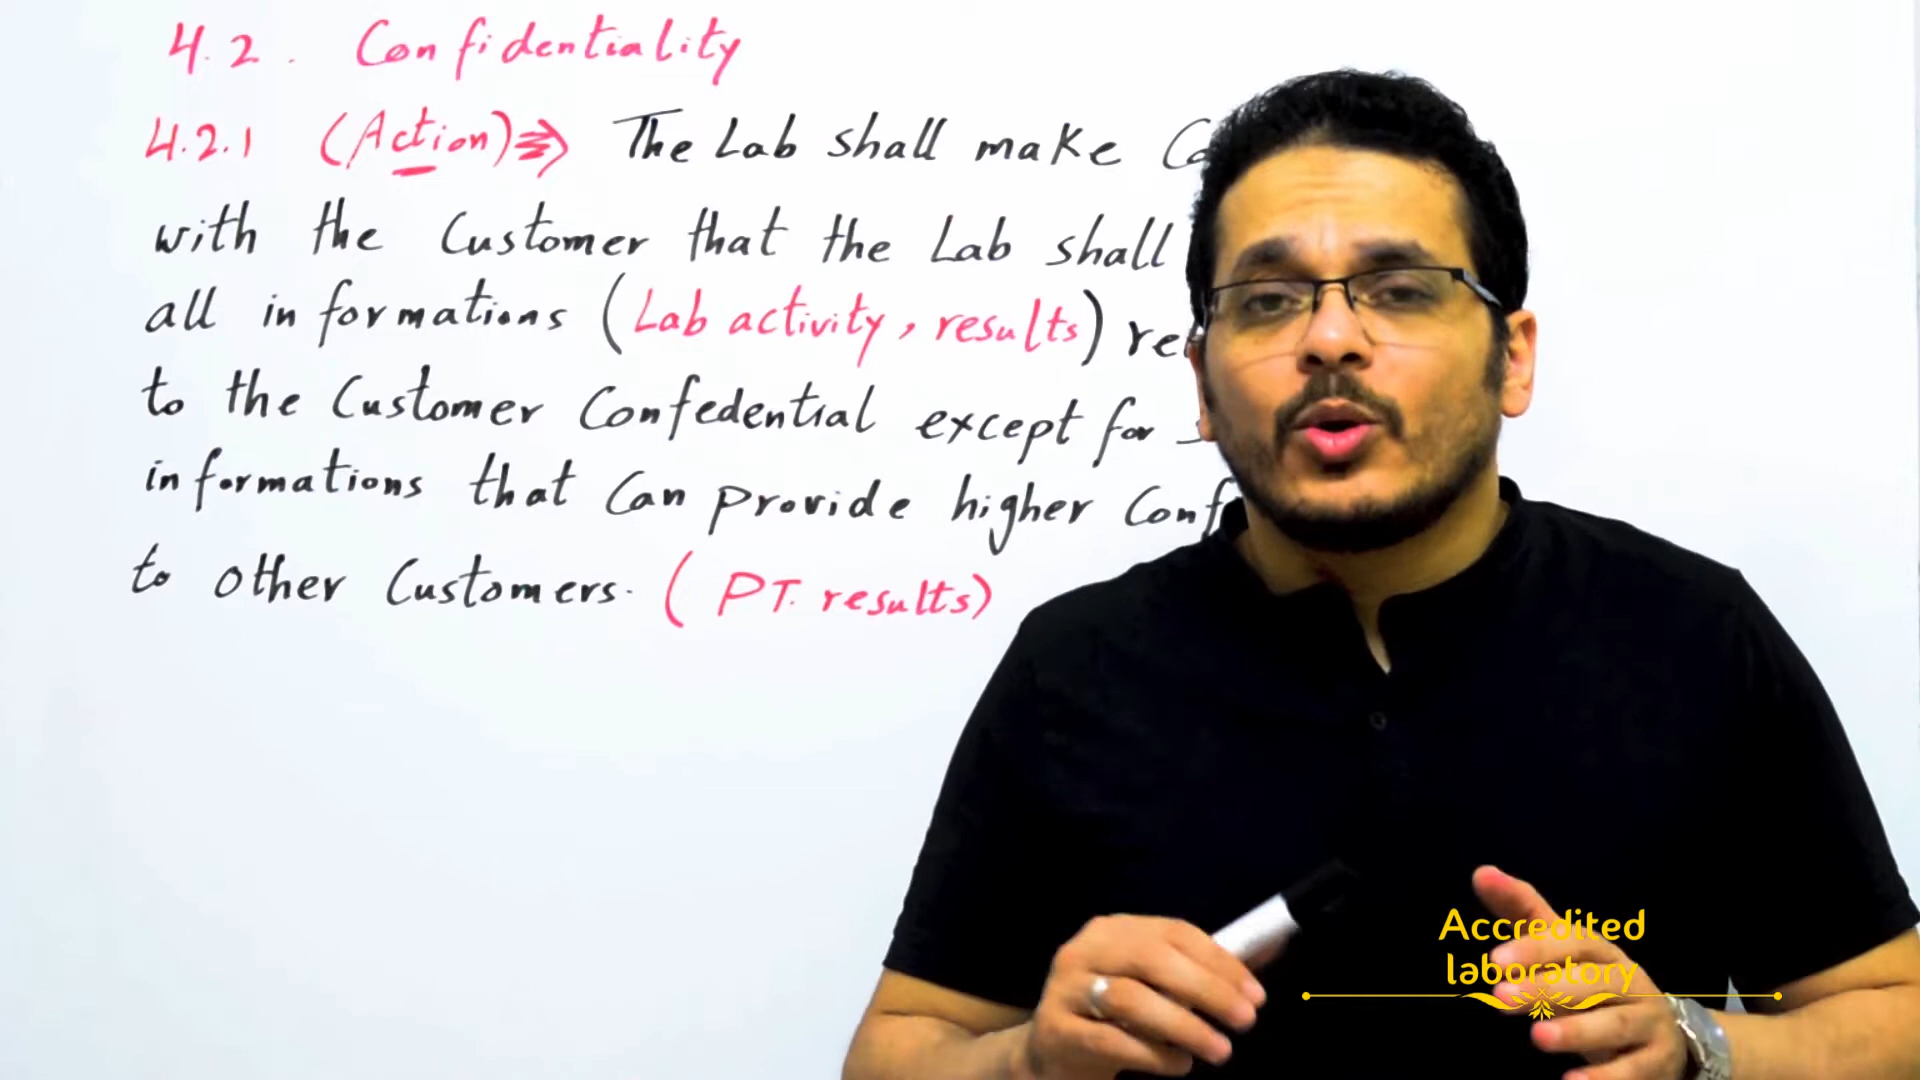 4.2. Confidentiality
4.2.1 (Action) ⇒ The Lab shall make
with the Customer that the Lab shall
all informations (Lab activity, results)
to the Customer Confedential except for
informations that Can provide higher
to other Customers. (PT. results)
Accredited
laboratory